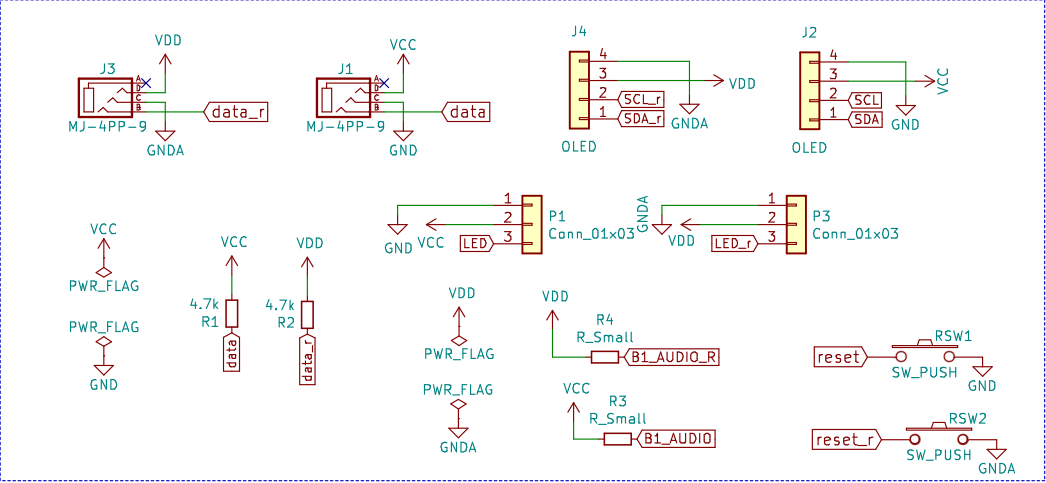 VDD
J3
A
D
C
B
data_r
MJ-4PP-9
GNDA
VCC
J1
A
D
C
B
data
MJ-4PP-9
GND
J4
4
3
2
1
VDD
SCL_r
SDA_r
GNDA
OLED
J2
4
3
2
1
VCC
SCL
SDA
GND
OLED
1
2
3
GND
VCC
LED
P1
Conn_01x03
1
2
3
GNDA
VDD
LED_r
P3
Conn_01x03
VCC
PWR_FLAG
PWR_FLAG
GND
VCC
4.7k
R1
data
VDD
4.7k
R2
data_r
VDD
PWR_FLAG
PWR_FLAG
GNDA
VDD
R4
R_Small
B1_AUDIO_R
VCC
R3
R_Small
B1_AUDIO
RSW1
reset
SW_PUSH
GND
RSW2
reset_r
SW_PUSH
GNDA